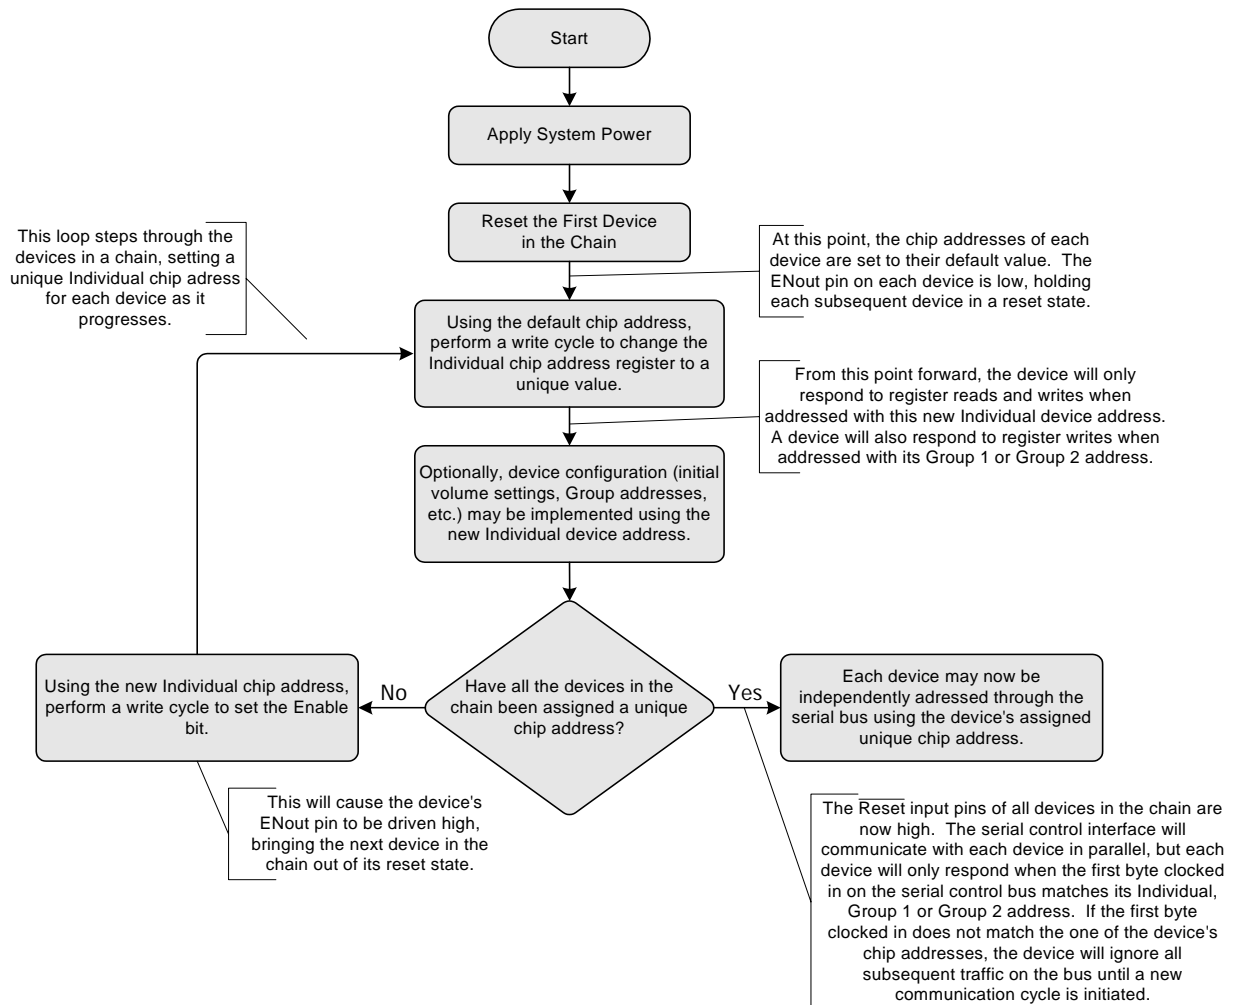 Start
Apply System Power
Reset the First Device
in the Chain
This loop steps through the
devices in a chain, setting a
unique Individual chip adress
for each device as it
progresses.
At this point, the chip addresses of each
device are set to their default value.  The
ENout pin on each device is low, holding
each subsequent device in a reset state.
Using the default chip address,
perform a write cycle to change the
Individual chip address register to a
unique value.
From this point forward, the device will only
respond to register reads and writes when
addressed with this new Individual device address.
A device will also respond to register writes when
addressed with its Group 1 or Group 2 address.
Optionally, device configuration (initial
volume settings, Group addresses,
etc.) may be implemented using the
new Individual device address.
Using the new Individual chip address,
perform a write cycle to set the Enable
bit.
No
Have all the devices in the
chain been assigned a unique
chip address?
Yes
Each device may now be
independently adressed through the
serial bus using the device's assigned
unique chip address.
This will cause the device's
ENout pin to be driven high,
bringing the next device in the
chain out of its reset state.
The Reset input pins of all devices in the chain are
now high.  The serial control interface will
communicate with each device in parallel, but each
device will only respond when the first byte clocked
in on the serial control bus matches its Individual,
Group 1 or Group 2 address.  If the first byte
clocked in does not match the one of the device's
chip addresses, the device will ignore all
subsequent traffic on the bus until a new
communication cycle is initiated.